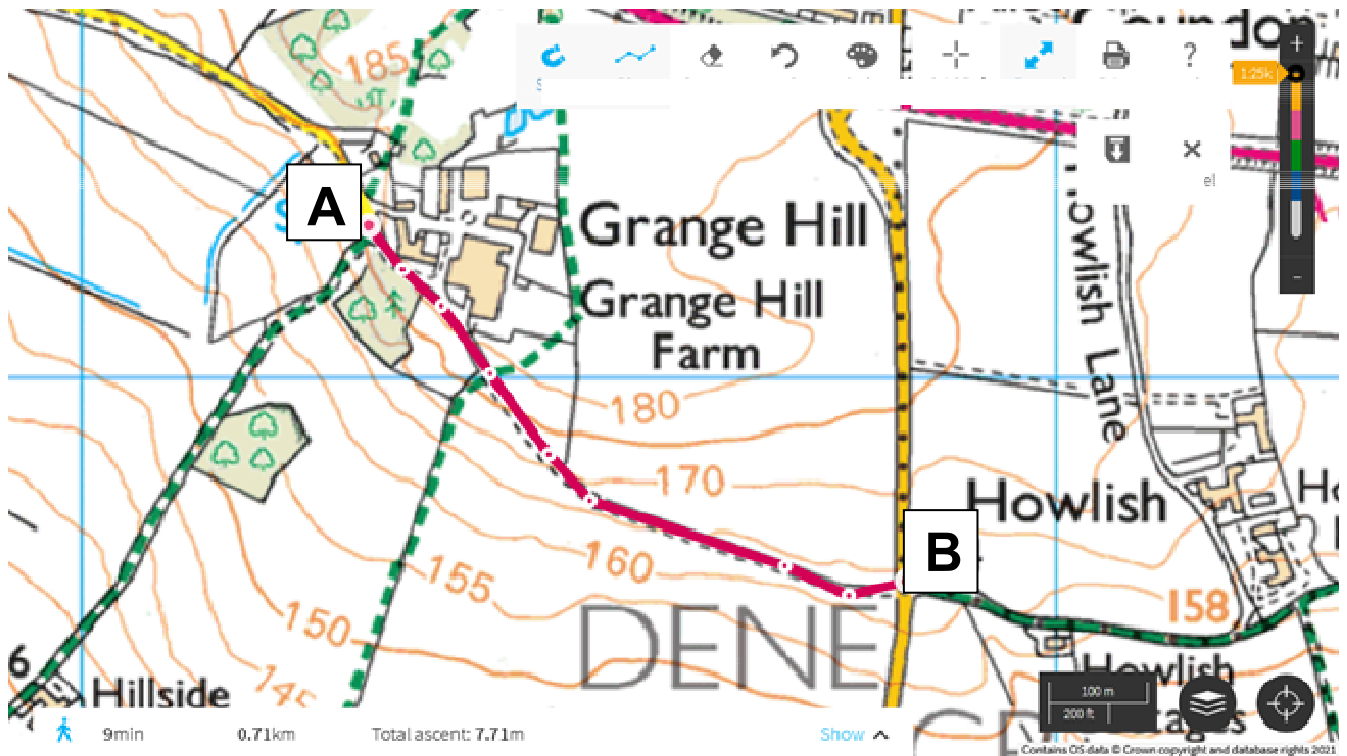 185
?
+
1:25k
A
Grange Hill
Grange Hill
Farm
Howlish Lane
el
-
180
170
Howlish
B
160
155
150
145
158
DENE
Howlish
6
Hillside
100 m
200 ft
9min
0.71km
Total ascent: 7.71m
Show
Contains OS data © Crown copyright and database rights 2021